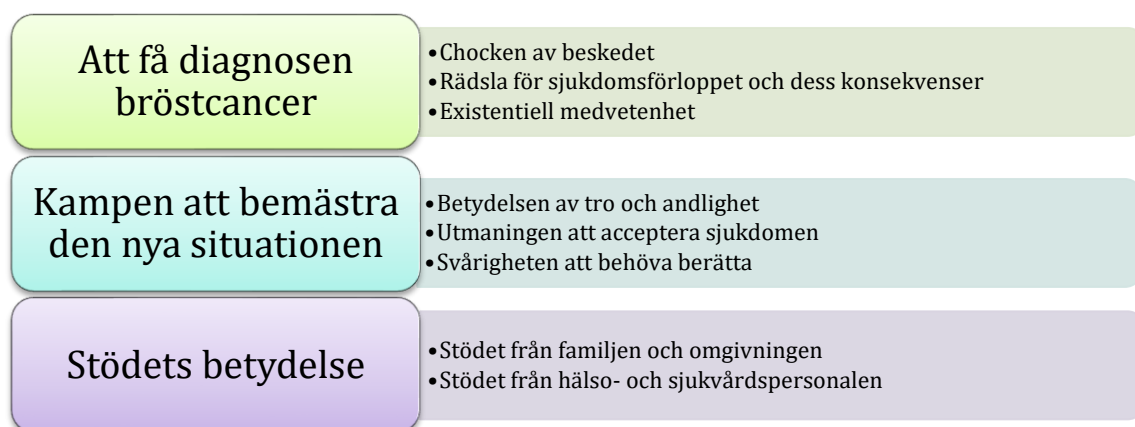 Att få diagnosen
bröstcancer
•Chocken av beskedet
•Rädsla för sjukdomsförloppet och dess konsekvenser
•Existentiell medvetenhet
Kampen att bemästra
den nya situationen
•Betydelsen av tro och andlighet
•Utmaningen att acceptera sjukdomen
•Svårigheten att behöva berätta
Stödets betydelse
•Stödet från familjen och omgivningen
•Stödet från hälso- och sjukvårdspersonalen